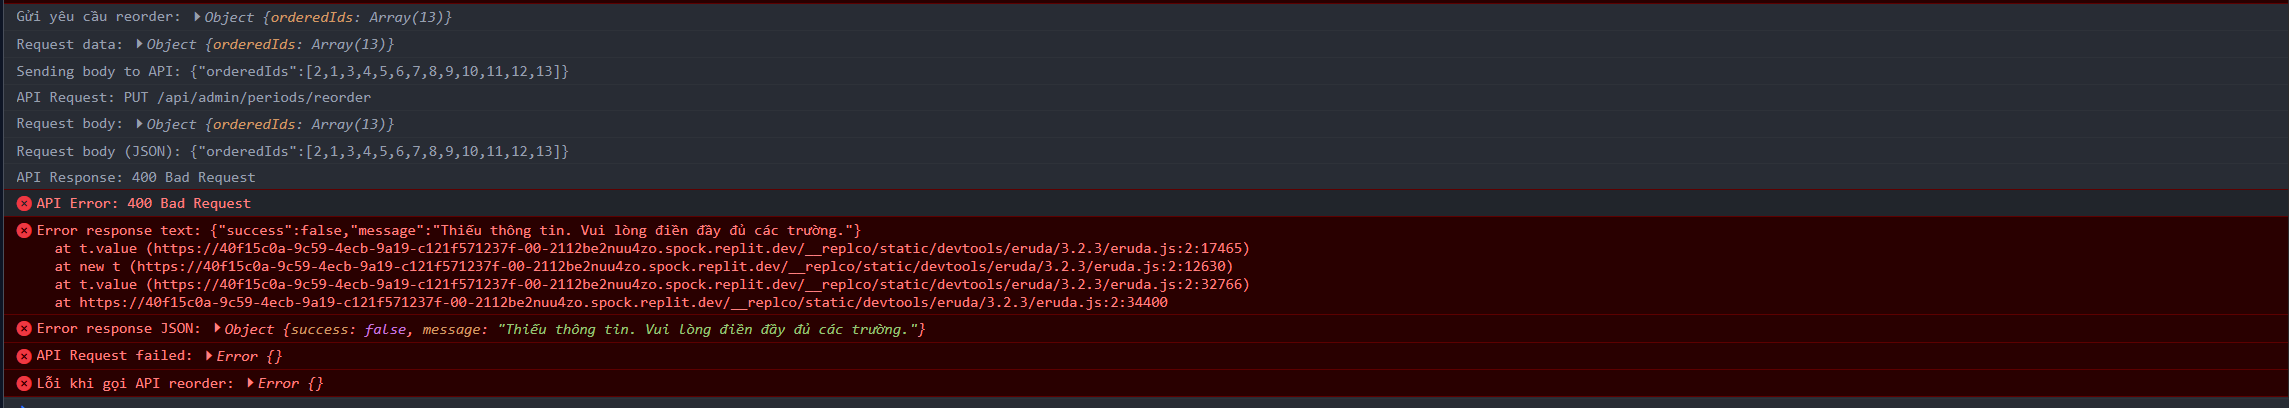 Gửi yêu cầu reorder: ▶Object {orderedIds: Array(13)}
Request data: ▶Object {orderedIds: Array(13)}
Sending body to API: {"orderedIds":[2,1,3,4,5,6,7,8,9,10,11,12,13]}
API Request: PUT /api/admin/periods/reorder
Request body: ▶Object {orderedIds: Array(13)}
Request body (JSON): {"orderedIds":[2,1,3,4,5,6,7,8,9,10,11,12,13]}
API Response: 400 Bad Request
API Error: 400 Bad Request
Error response text: {"success":false,"message":"Thiếu thông tin. Vui lòng điền đầy đủ các trường."}
at t.value (https://40f15c0a-9c59-4ecb-9a19-c121f571237f-00-2112be2nuu4zo.spock.replit.dev/__replco/static/devtools/eruda/3.2.3/eruda.js:2:17465)
at new t (https://40f15c0a-9c59-4ecb-9a19-c121f571237f-00-2112be2nuu4zo.spock.replit.dev/__replco/static/devtools/eruda/3.2.3/eruda.js:2:12630)
at t.value (https://40f15c0a-9c59-4ecb-9a19-c121f571237f-00-2112be2nuu4zo.spock.replit.dev/__replco/static/devtools/eruda/3.2.3/eruda.js:2:32766)
at https://40f15c0a-9c59-4ecb-9a19-c121f571237f-00-2112be2nuu4zo.spock.replit.dev/__replco/static/devtools/eruda/3.2.3/eruda.js:2:34400
Error response JSON: ▶Object {success: false, message: "Thiếu thông tin. Vui lòng điền đầy đủ các trường."}
API Request failed: ▶Error {}
Lỗi khi gọi API reorder: ▶Error {}